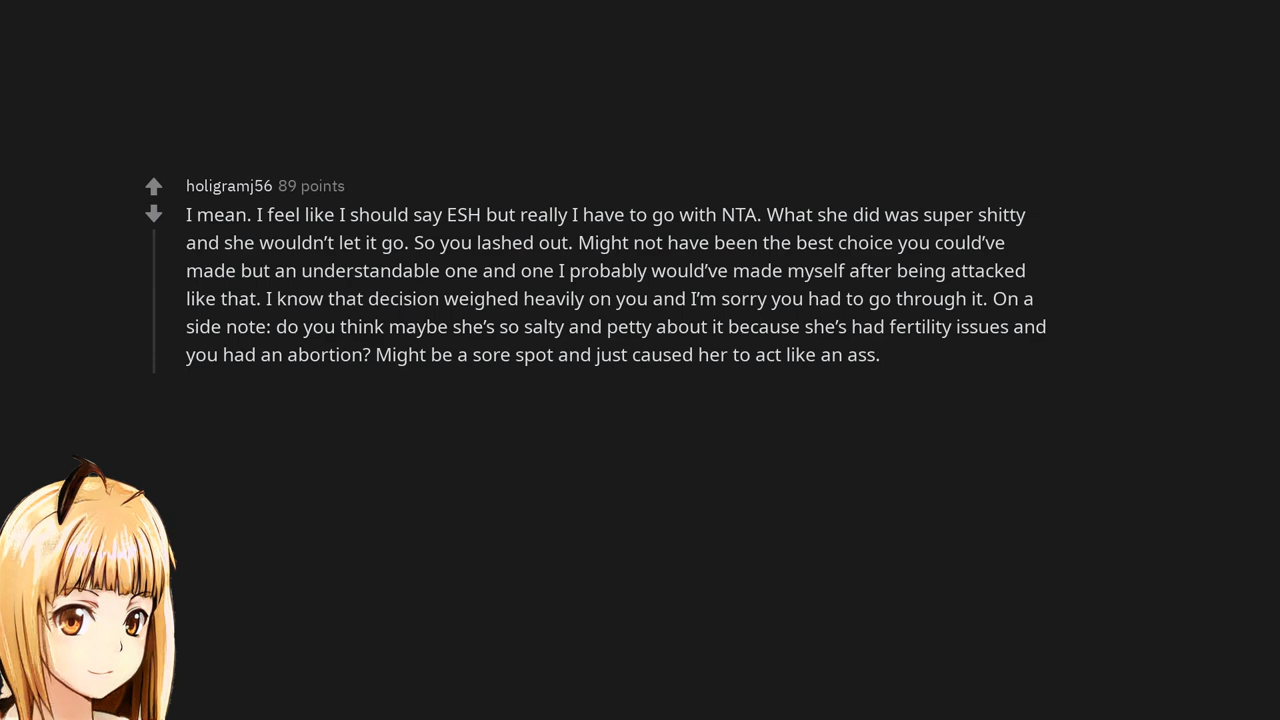 holigramj56 89 points
I mean. I feel like I should say ESH but really I have to go with NTA. What she did was super shitty
and she wouldn’t let it go. So you lashed out. Might not have been the best choice you could’ve
made but an understandable one and one I probably would’ve made myself after being attacked
like that. I know that decision weighed heavily on you and I’m sorry you had to go through it. On a
side note: do you think maybe she’s so salty and petty about it because she’s had fertility issues and
you had an abortion? Might be a sore spot and just caused her to act like an ass.